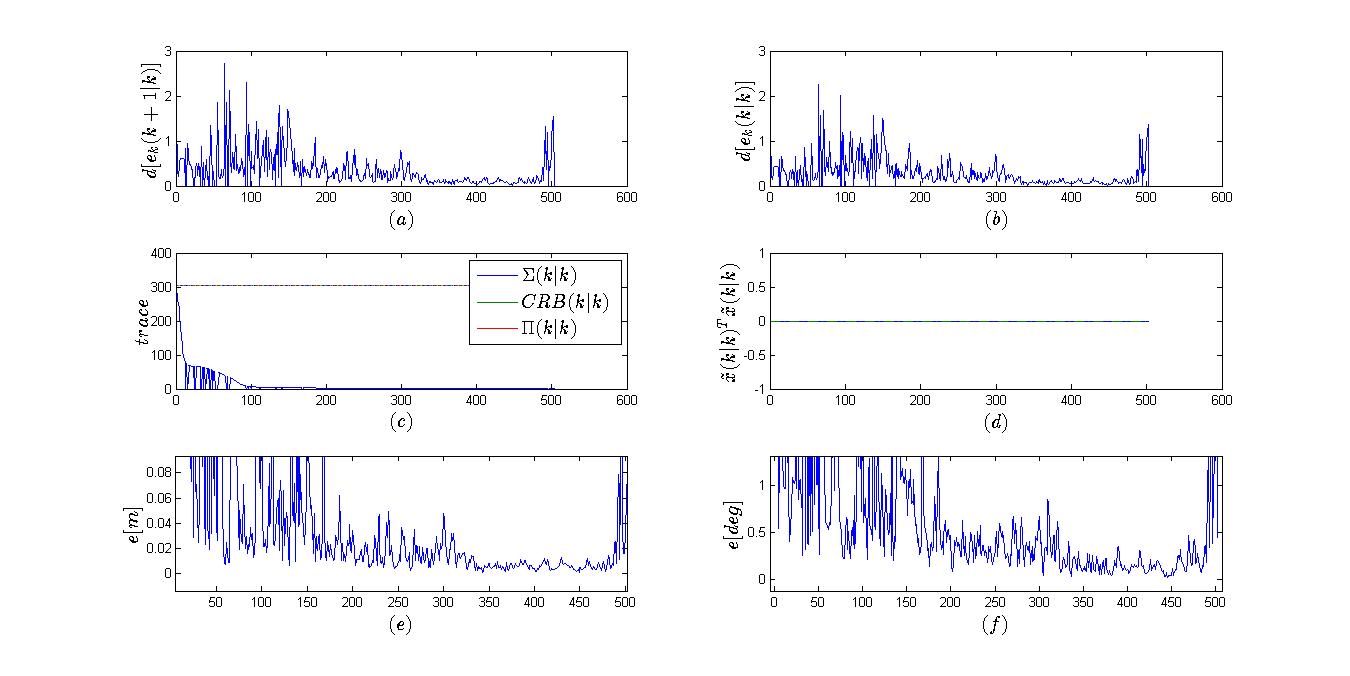 3
2
1
0
d[e_k(k+1|k)]
0 100 200 300 400 500 600
(a)
3
2
1
0
d[e_k(k|k)]
0 100 200 300 400 500 600
(b)
400
300
200
100
0
trace
Σ(k|k)
CRB(k|k)
Π(k|k)
0 100 200 300 400 500 600
(c)
1
0.5
0
-0.5
-1
x̃(k|k)^T x̃(k|k)
0 100 200 300 400 500 600
(d)
0.08
0.06
0.04
0.02
0
e[m]
50 100 150 200 250 300 350 400 450 500
(e)
1
0.5
0
e[deg]
0 50 100 150 200 250 300 350 400 450 500
(f)